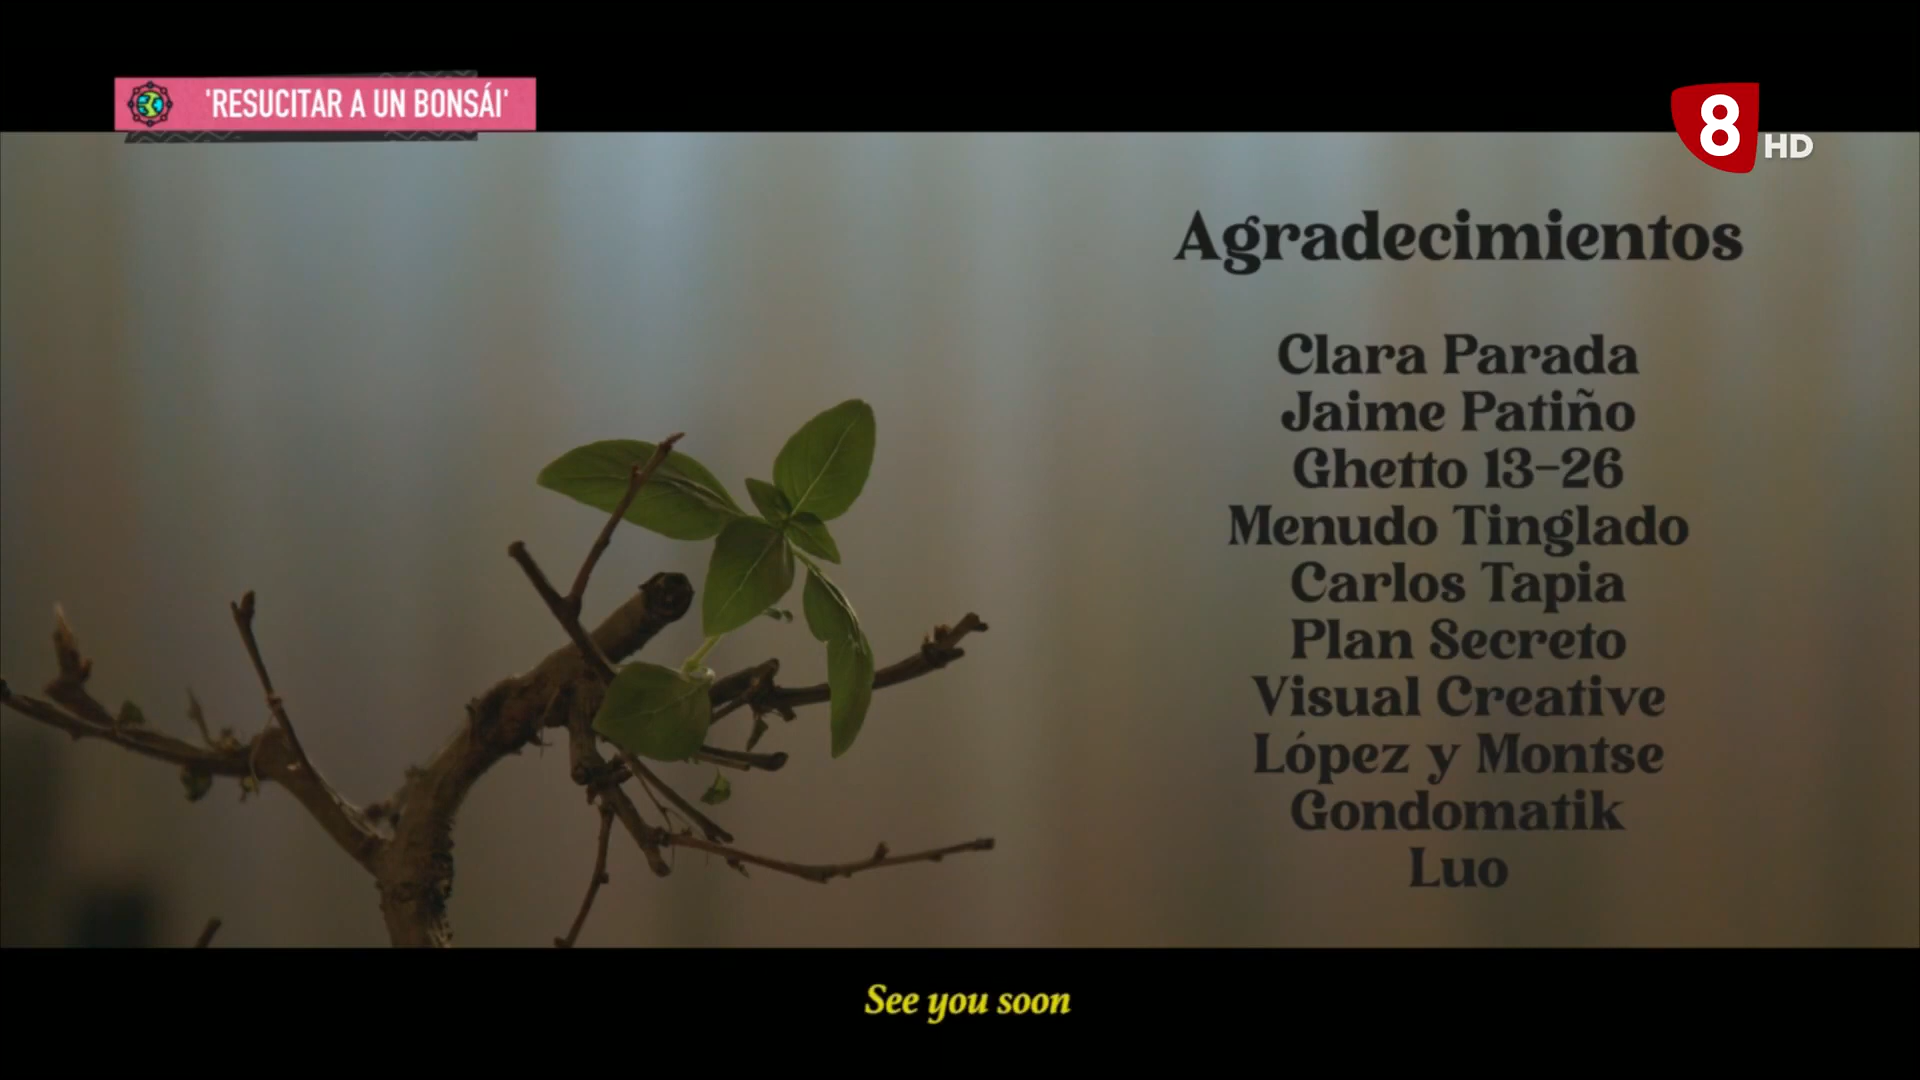 'RESUCITAR A UN BONSÁI'
8 HD
Agradecimientos
Clara Parada
Jaime Patiño
Ghetto 13-26
Menudo Tinglado
Carlos Tapia
Plan Secreto
Visual Creative
López y Montse
Gondomatik
Luo
See you soon